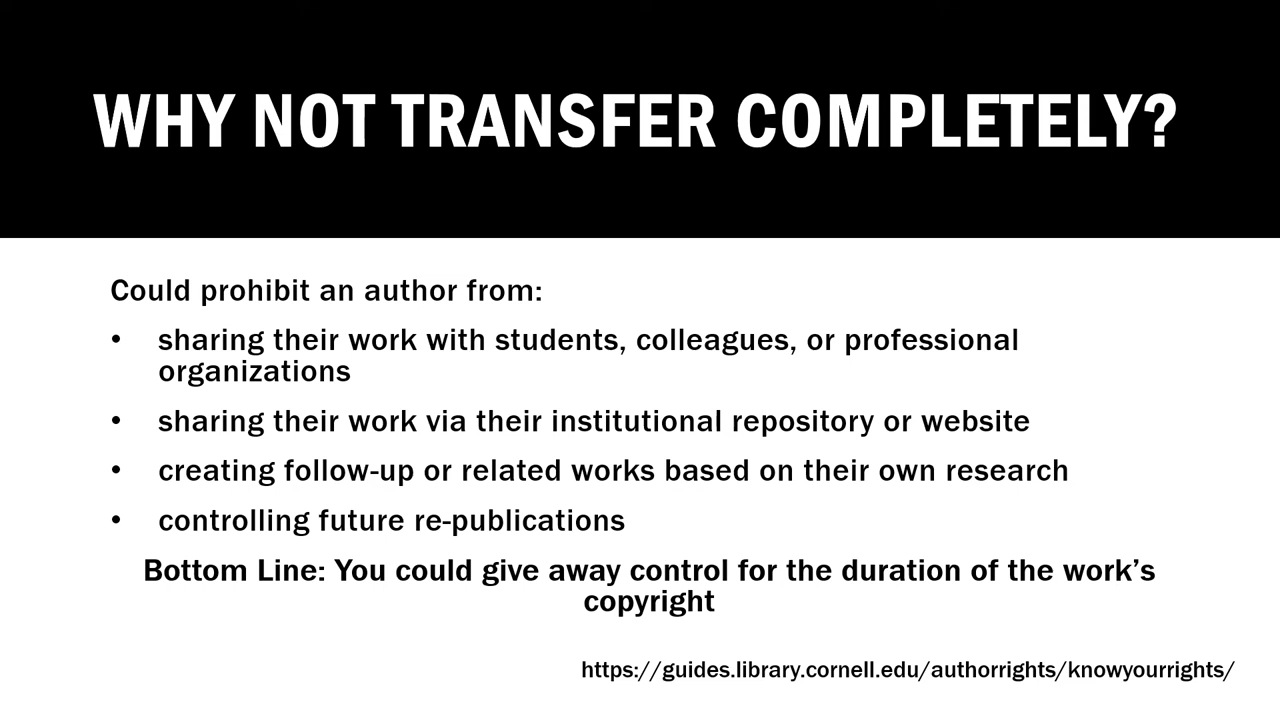 WHY NOT TRANSFER COMPLETELY?
Could prohibit an author from:
• sharing their work with students, colleagues, or professional
organizations
• sharing their work via their institutional repository or website
• creating follow-up or related works based on their own research
• controlling future re-publications
Bottom Line: You could give away control for the duration of the work’s
copyright
https://guides.library.cornell.edu/authorrights/knowyourrights/